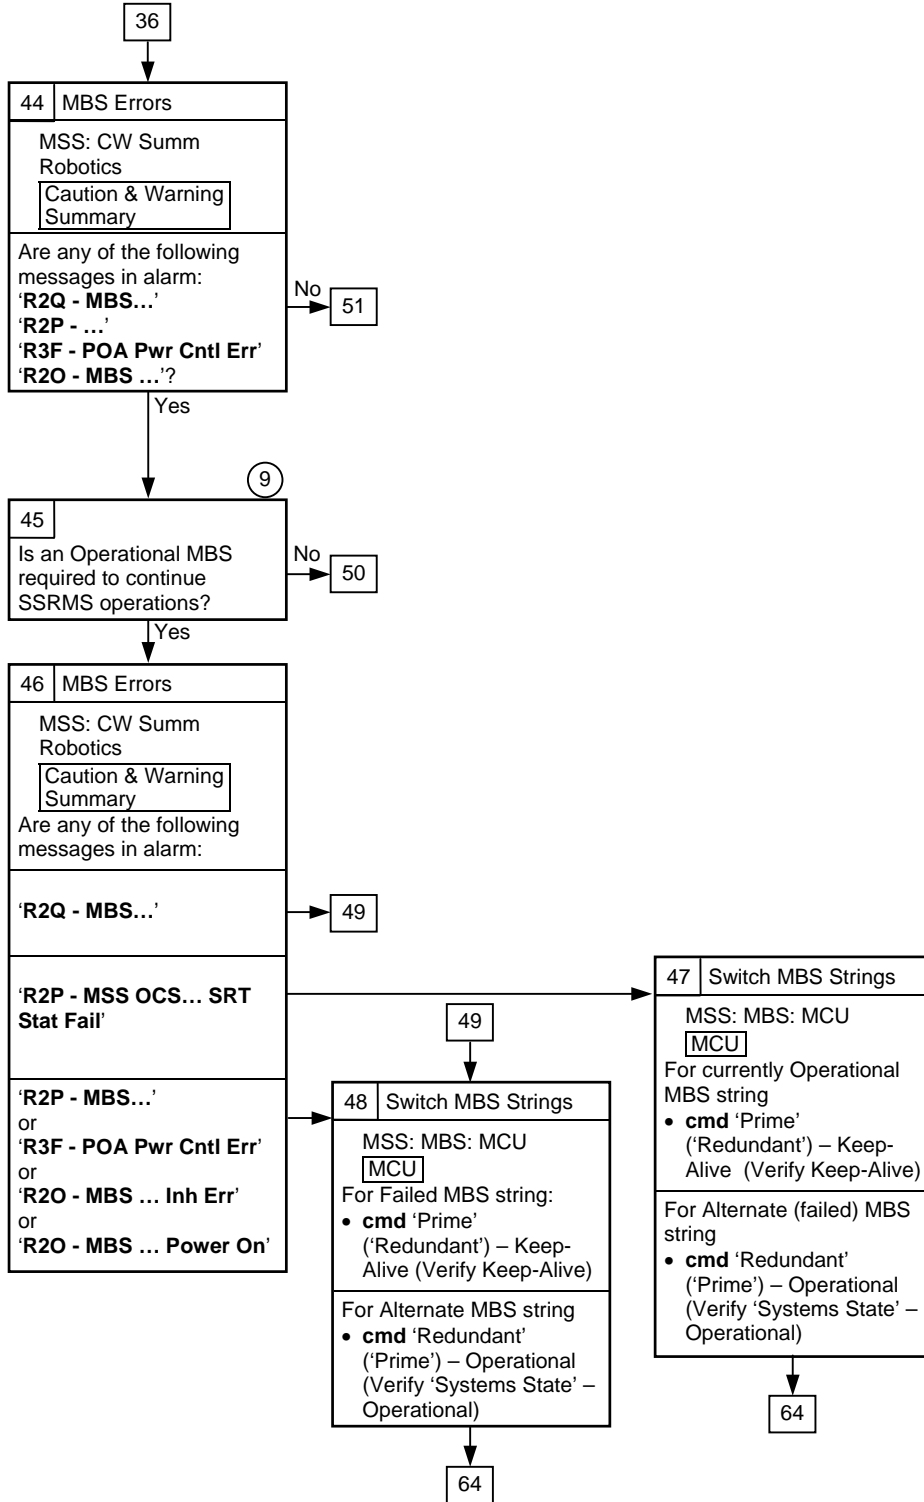 36
44 MBS Errors
MSS: CW Summ
Robotics
Caution & Warning
Summary
Are any of the following
messages in alarm:
‘R2Q - MBS…’
‘R2P - …’
‘R3F - POA Pwr Cntl Err’
‘R2O - MBS …’?
No
51
Yes
9
45
Is an Operational MBS
required to continue
SSRMS operations?
No
50
Yes
46 MBS Errors
MSS: CW Summ
Robotics
Caution & Warning
Summary
Are any of the following
messages in alarm:
‘R2Q - MBS…’
49
‘R2P - MSS OCS… SRT
Stat Fail’
‘R2P - MBS…’
or
‘R3F - POA Pwr Cntl Err’
or
‘R2O - MBS … Inh Err’
or
‘R2O - MBS … Power On’
49
48 Switch MBS Strings
MSS: MBS: MCU
MCU
For Failed MBS string:
• cmd ‘Prime’
(‘Redundant’) – Keep-
Alive (Verify Keep-Alive)
For Alternate MBS string
• cmd ‘Redundant’
(‘Prime’) – Operational
(Verify ‘Systems State’ –
Operational)
64
47 Switch MBS Strings
MSS: MBS: MCU
MCU
For currently Operational
MBS string
• cmd ‘Prime’
(‘Redundant’) – Keep-
Alive (Verify Keep-Alive)
For Alternate (failed) MBS
string
• cmd ‘Redundant’
(‘Prime’) – Operational
(Verify ‘Systems State’ –
Operational)
64